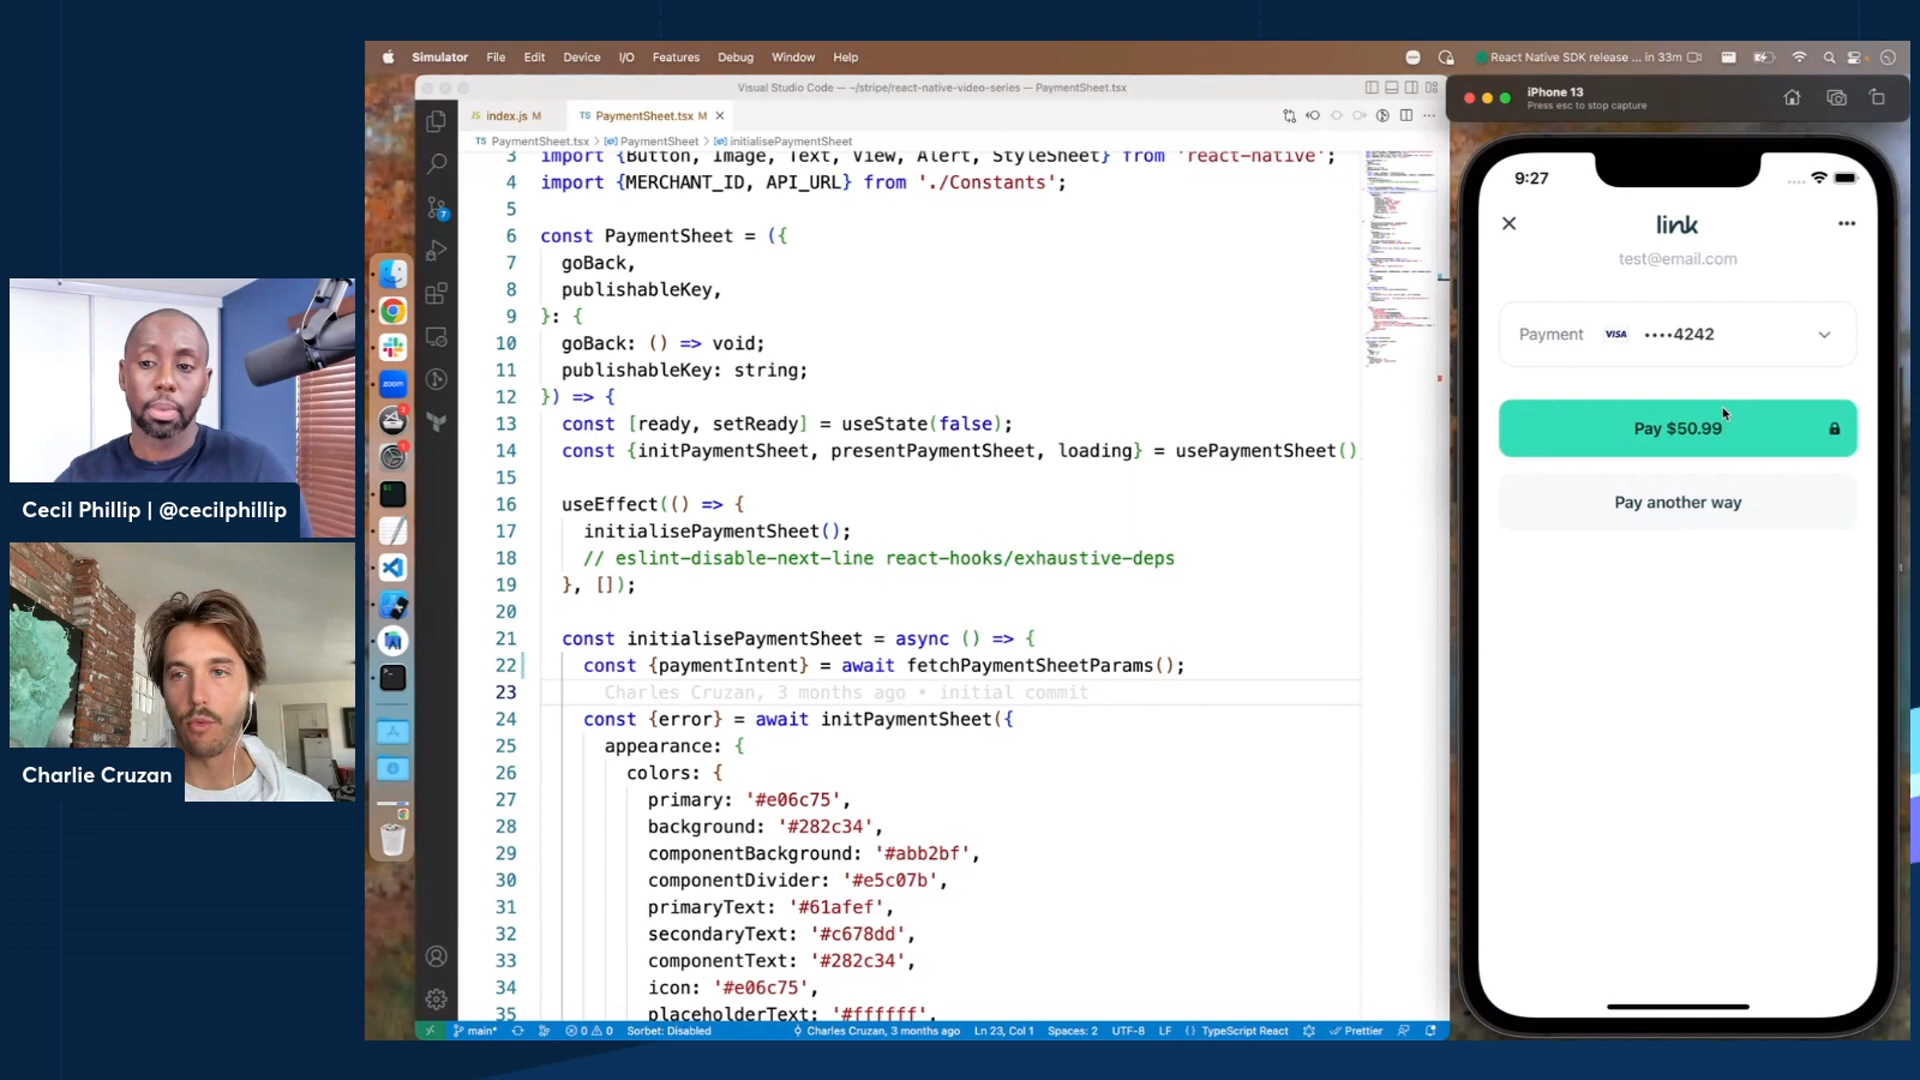 Simulator File Edit Device I/O Features Debug Window Help
React Native SDK release ... in 33m
Visual Studio Code — ~/stripe/react-native-video-series — PaymentSheet.tsx
JS index.js M
TS PaymentSheet.tsx M
TS PaymentSheet.tsx > PaymentSheet > initialisePaymentSheet
3 import {Button, Image, Text, View, Alert, StyleSheet} from 'react-native';
4 import {MERCHANT_ID, API_URL} from './Constants';
5
6 const PaymentSheet = ({
7 goBack,
8 publishableKey,
9 }: {
10 goBack: () => void;
11 publishableKey: string;
12 }) => {
13 const [ready, setReady] = useState(false);
14 const {initPaymentSheet, presentPaymentSheet, loading} = usePaymentSheet()
15
16 useEffect(() => {
17 initialisePaymentSheet();
18 // eslint-disable-next-line react-hooks/exhaustive-deps
19 }, []);
20
21 const initialisePaymentSheet = async () => {
22 const {paymentIntent} = await fetchPaymentSheetParams();
23 Charles Cruzan, 3 months ago • initial commit
24 const {error} = await initPaymentSheet({
25 appearance: {
26 colors: {
27 primary: '#e06c75',
28 background: '#282c34',
29 componentBackground: '#abb2bf',
30 componentDivider: '#e5c07b',
31 primaryText: '#61afef',
32 secondaryText: '#c678dd',
33 componentText: '#282c34',
34 icon: '#e06c75',
35 placeholderText: '#ffffff',
main* 0 0 Sorbet: Disabled Charles Cruzan, 3 months ago Ln 23, Col 1 Spaces: 2 UTF-8 LF {} TypeScript React Prettier
7
zoom
iPhone 13
Press esc to stop capture
9:27
link
test@email.com
Payment VISA ••••4242
Pay $50.99
Pay another way
Cecil Phillip | @cecilphillip
Charlie Cruzan